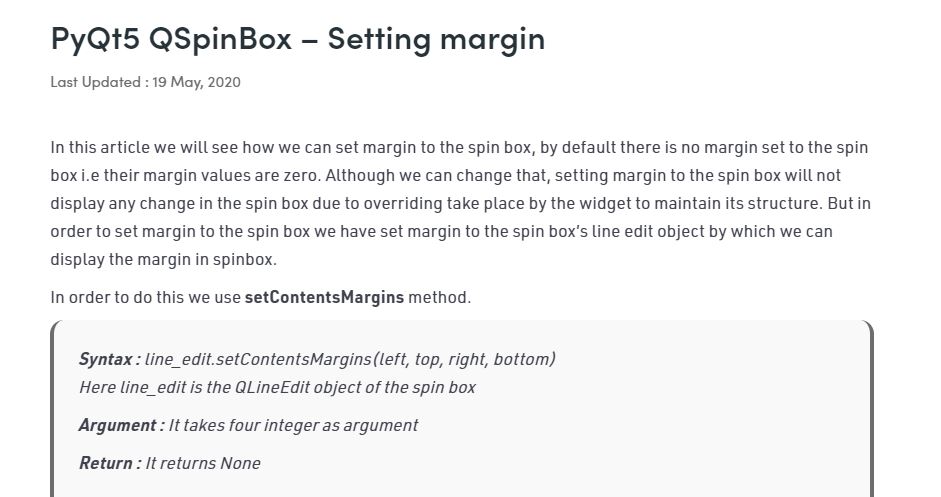 PyQt5 QSpinBox – Setting margin
Last Updated : 19 May, 2020
In this article we will see how we can set margin to the spin box, by default there is no margin set to the spin
box i.e their margin values are zero. Although we can change that, setting margin to the spin box will not
display any change in the spin box due to overriding take place by the widget to maintain its structure. But in
order to set margin to the spin box we have set margin to the spin box’s line edit object by which we can
display the margin in spinbox.
In order to do this we use setContentsMargins method.
Syntax : line_edit.setContentsMargins(left, top, right, bottom)
Here line_edit is the QLineEdit object of the spin box
Argument : It takes four integer as argument
Return : It returns None